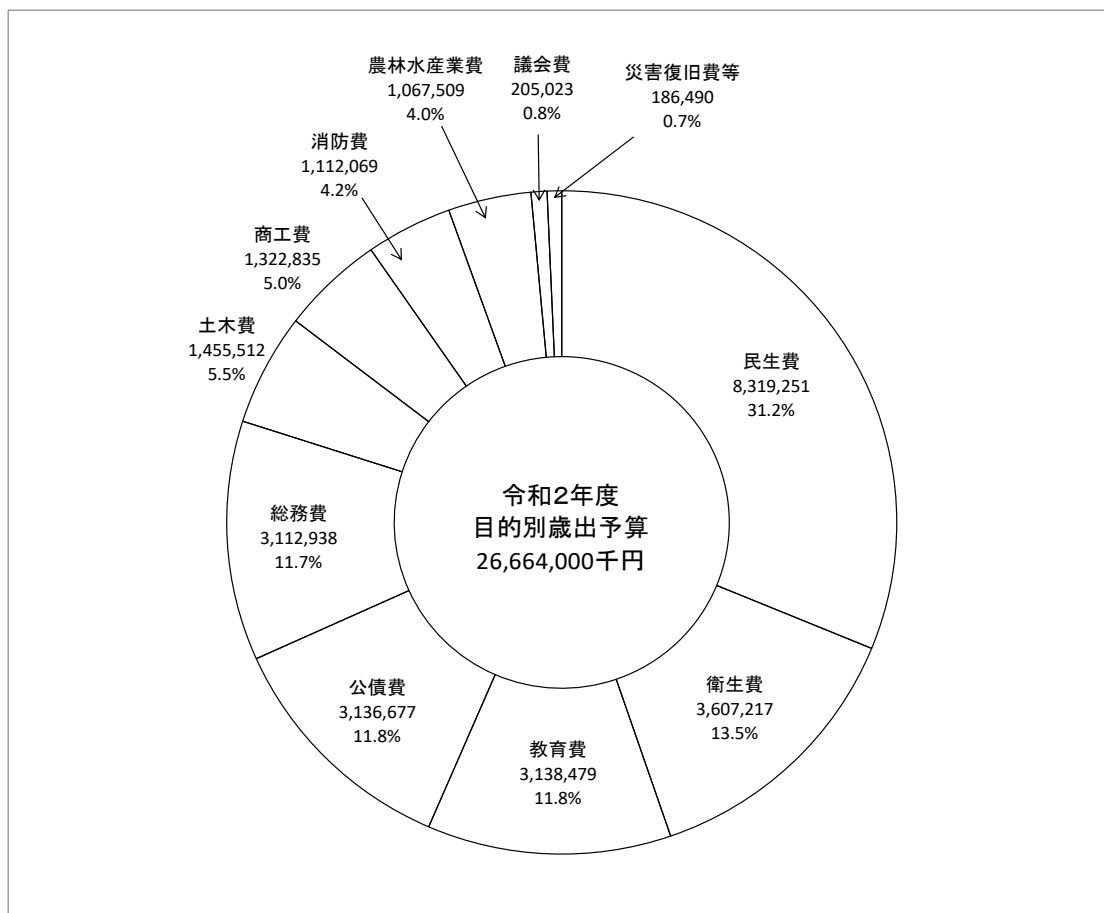 農林水産業費
1,067,509
4.0%
議会費
205,023
0.8%
災害復旧費等
186,490
0.7%
消防費
1,112,069
4.2%
商工費
1,322,835
5.0%
土木費
1,455,512
5.5%
民生費
8,319,251
31.2%
令和2年度
目的別歳出予算
26,664,000千円
総務費
3,112,938
11.7%
公債費
3,136,677
11.8%
教育費
3,138,479
11.8%
衛生費
3,607,217
13.5%